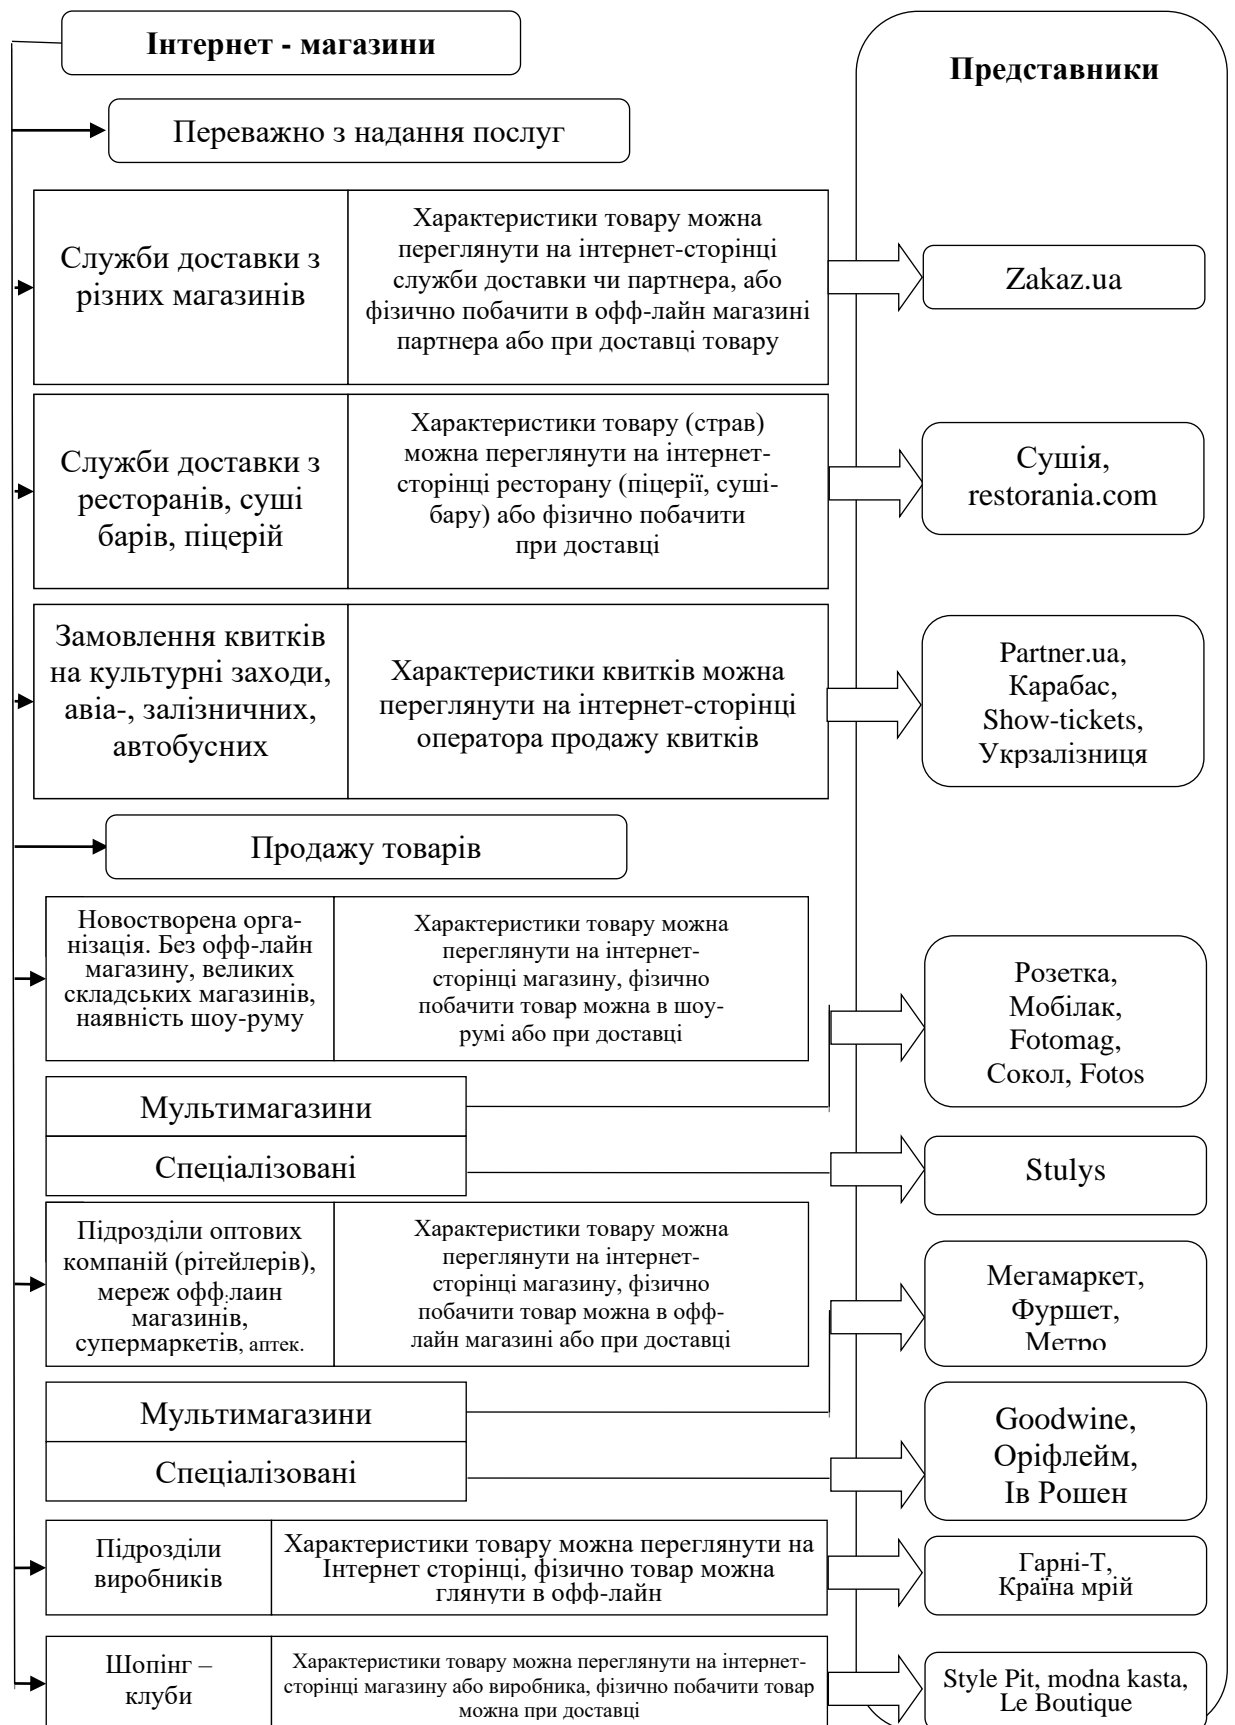 Інтернет - магазини
Представники
Переважно з надання послуг
Служби доставки з
різних магазинів
Характеристики товару можна
переглянути на інтернет-сторінці
служби доставки чи партнера, або
фізично побачити в офф-лайн магазині
партнера або при доставці товару
Zakaz.ua
Служби доставки з
ресторанів, суші
барів, піцерій
Характеристики товару (страв)
можна переглянути на інтернет-
сторінці ресторану (піцерії, суші-
бару) або фізично побачити
при доставці
Сушія,
restorania.com
Замовлення квитків
на культурні заходи,
авіа-, залізничних,
автобусних
Характеристики квитків можна
переглянути на інтернет-сторінці
оператора продажу квитків
Partner.ua,
Карабас,
Show-tickets,
Укрзалізниця
Продажу товарів
Новостворена орга-
нізація. Без офф-лайн
магазину, великих
складських магазинів,
наявність шоу-руму
Характеристики товару можна
переглянути на інтернет-
сторінці магазину, фізично
побачити товар можна в шоу-
румі або при доставці
Розетка,
Мобілак,
Fotomag,
Сокол, Fotos
Мультимагазини
Спеціалізовані
Stulys
Підрозділи оптових
компаній (рітейлерів),
мереж офф-лайн
магазинів,
супермаркетів, аптек.
Характеристики товару можна
переглянути на інтернет-
сторінці магазину, фізично
побачити товар можна в офф-
лайн магазині або при доставці
Мегамаркет,
Фуршет,
Метро
Мультимагазини
Спеціалізовані
Goodwine,
Оріфлейм,
Ів Рошен
Підрозділи
виробників
Характеристики товару можна переглянути на
Інтернет сторінці, фізично товар можна
глянути в офф-лайн
Гарні-Т,
Країна мрій
Шопінг –
клуби
Характеристики товару можна переглянути на інтернет-
сторінці магазину або виробника, фізично побачити товар
можна при доставці
Style Pit, modna kasta,
Le Boutique